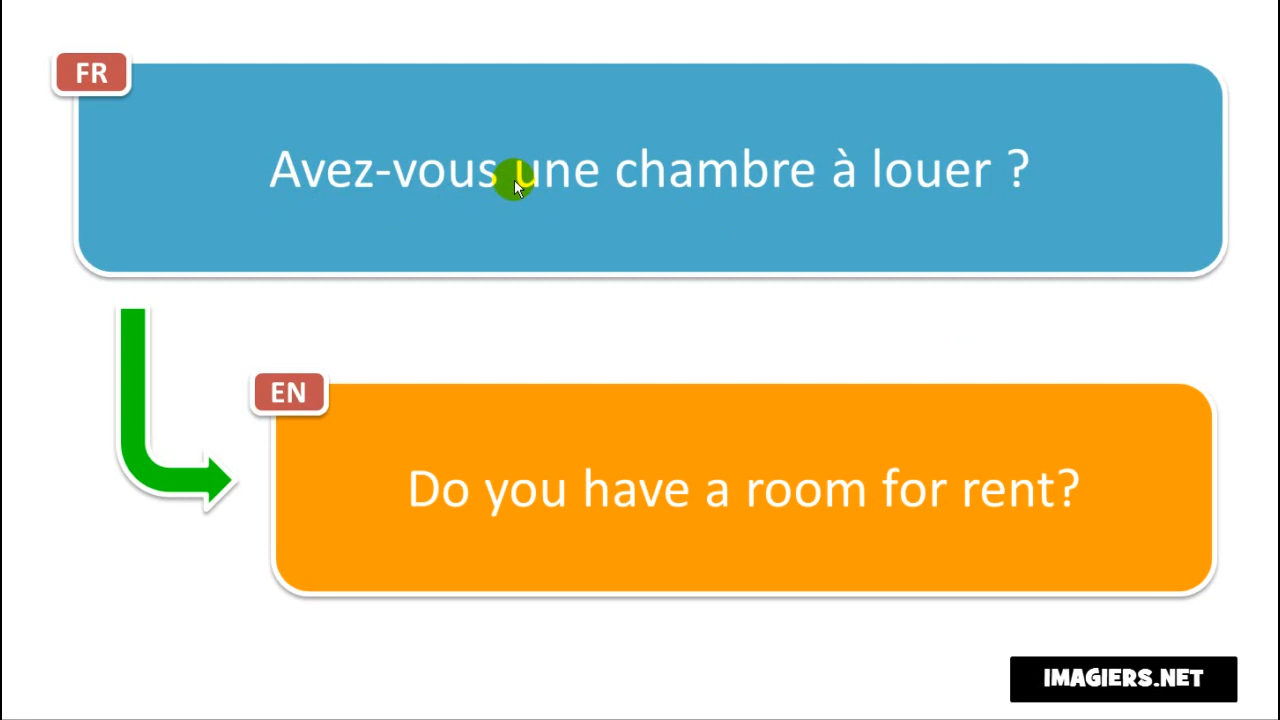 FR
Avez-vous une chambre à louer ?
EN
Do you have a room for rent?
IMAGIERS.NET